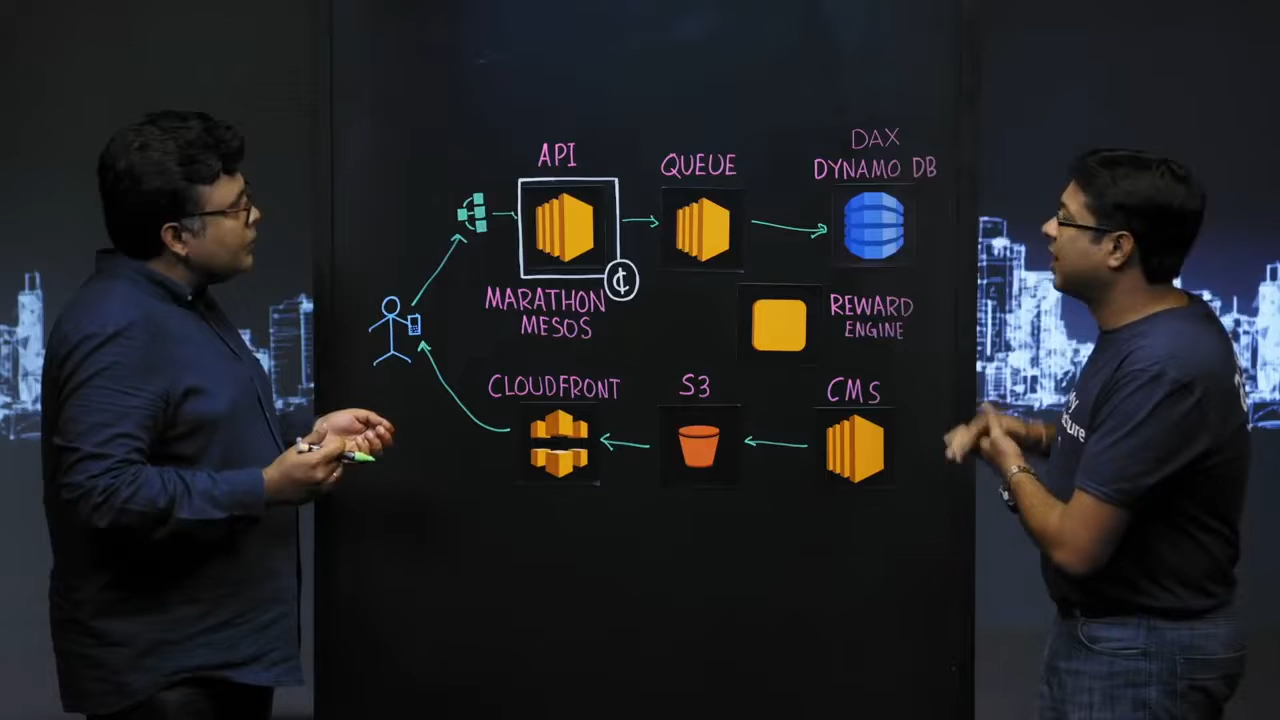 API
QUEUE
DAX
DYNAMO DB
MARATHON
MESOS
₵
REWARD
ENGINE
CLOUDFRONT
S3
CMS